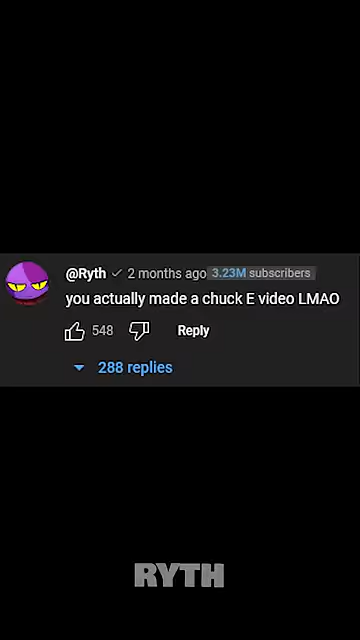 @Ryth ✓ 2 months ago 3.23M subscribers
you actually made a chuck E video LMAO
548 Reply
288 replies
RYTH